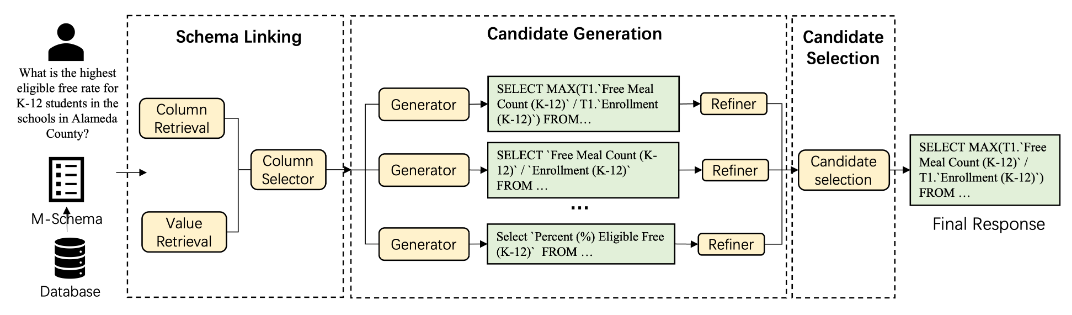 What is the highest
eligible free rate for
K-12 students in the
schools in Alameda
County?
M-Schema
Database
Schema Linking
Column
Retrieval
Value
Retrieval
Column
Selector
Candidate Generation
Generator
SELECT MAX(T1.`Free Meal
Count (K-12)` / T1.`Enrollment
(K-12)`) FROM…
Refiner
Generator
SELECT `Free Meal Count (K-
12)` / `Enrollment (K-12)`
FROM …
Refiner
...
Generator
Select `Percent (%) Eligible Free
(K-12)` FROM …
Refiner
Candidate
Selection
Candidate
selection
SELECT MAX(T1.`Free
Meal Count (K-12)` /
T1.`Enrollment (K-12)`)
FROM …
Final Response